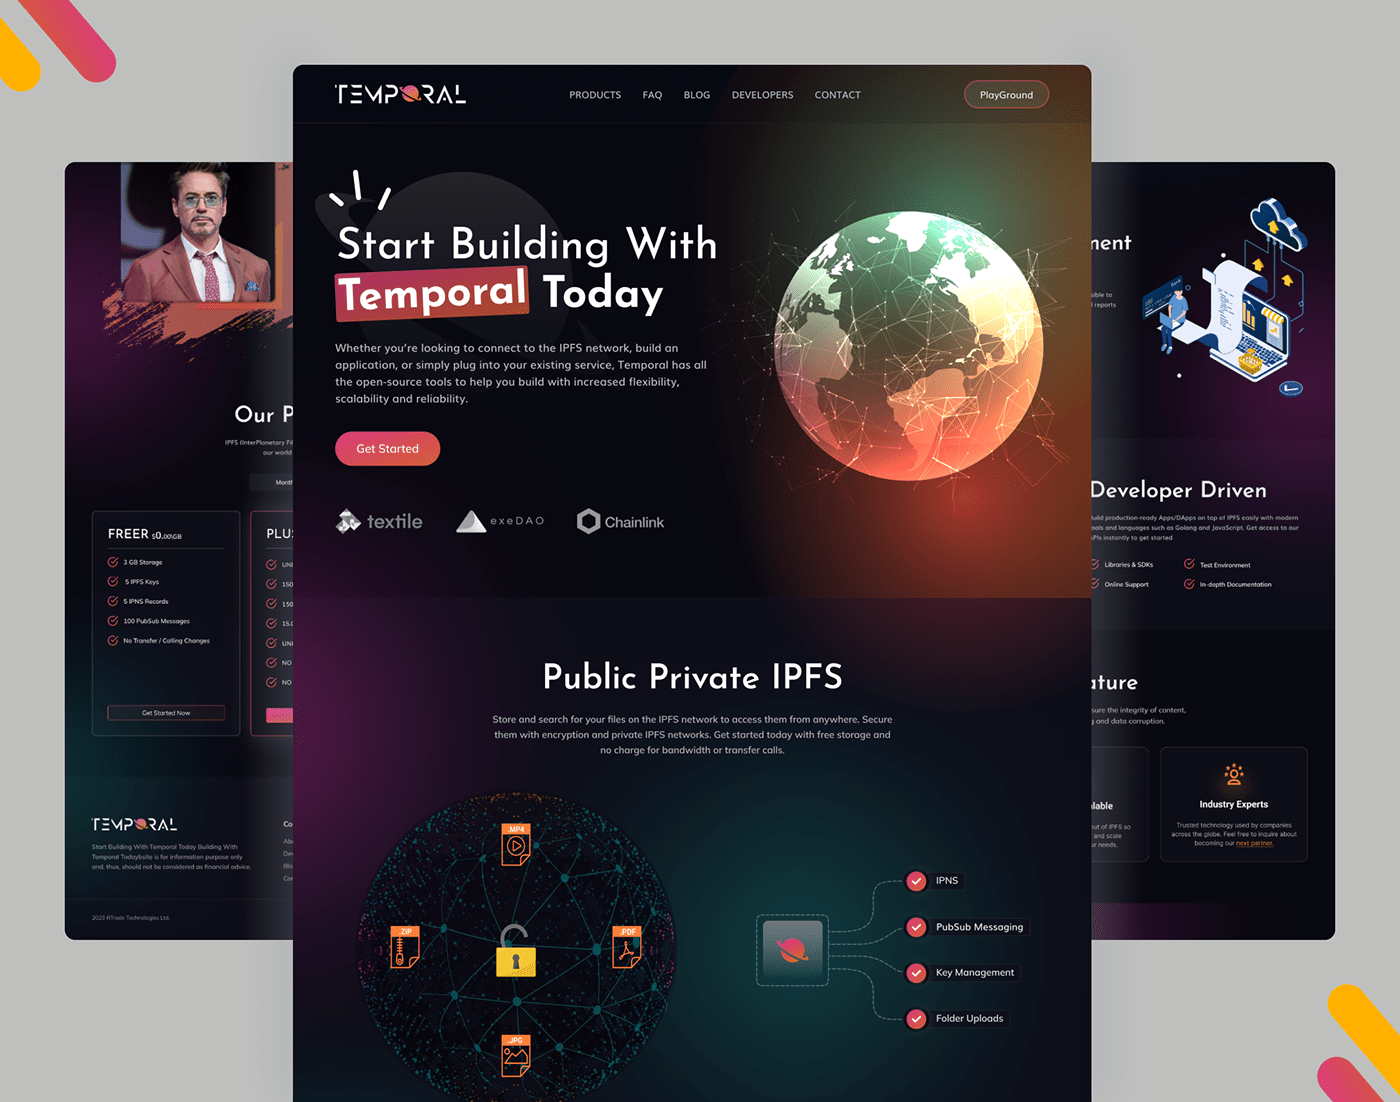 TEMPORAL
PRODUCTS
FAQ
BLOG
DEVELOPERS
CONTACT
PlayGround
Start Building With
Temporal Today
Whether you’re looking to connect to the IPFS network, build an
application, or simply plug into your existing service, Temporal has all
the open-source tools to help you build with increased flexibility,
scalability and reliability.
Get Started
textile
exeDAO
Chainlink
Public Private IPFS
Store and search for your files on the IPFS network to access them from anywhere. Secure
them with encryption and private IPFS networks. Get started today with free storage and
no charge for bandwidth or transfer calls.
.MP4
.ZIP
.PDF
.JPG
IPNS
PubSub Messaging
Key Management
Folder Uploads
Our P
IPFS (InterPlanetary Fil
our world
Month
FREER $0.00\GB
3 GB Storage
5 IPFS Keys
5 IPNS Records
100 PubSub Messages
No Transfer / Calling Changes
Get Started Now
PLUS
UNI
150
150
15.0
UNI
NO
NO
TEMPORAL
Start Building With Temporal Today Building With
Temporal Todaybsite is for information purpose only
and, thus, should not be considered as financial advice.
Co
Abo
Dev
Blo
Con
2023 RTrade Technologies Ltd.
ment
sible to
l reports
Developer Driven
Build production-ready Apps/DApps on top of IPFS easily with modern
tools and languages such as Golang and JavaScript. Get access to our
APIs instantly to get started
Libraries & SDKs
Test Environment
Online Support
In-depth Documentation
ature
sure the integrity of content,
g and data corruption.
lable
out of IPFS so
and scale
ur needs.
Industry Experts
Trusted technology used by companies
across the globe. Feel free to inquire about
becoming our next partner.